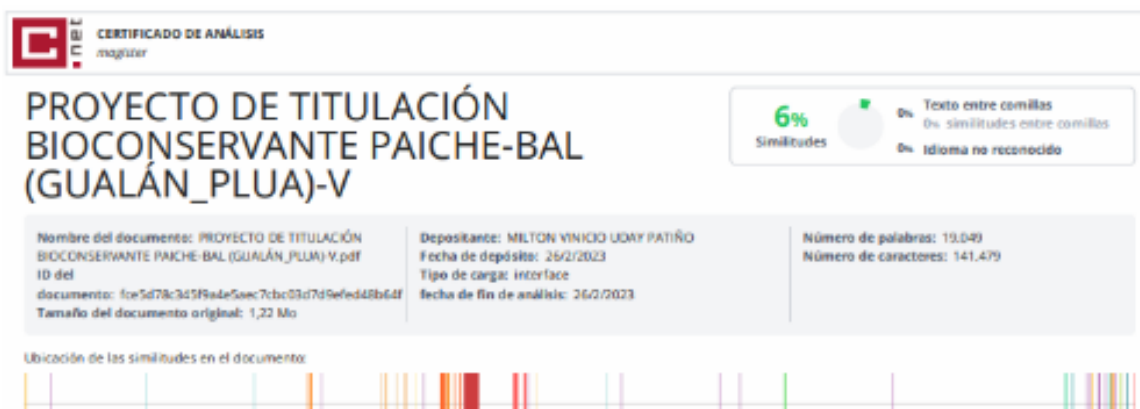 C .net
CERTIFICADO DE ANÁLISIS
magister
PROYECTO DE TITULACIÓN
BIOCONSERVANTE PAICHE-BAL
(GUALÁN_PLUA)-V
6%
Similitudes
0% Texto entre comillas
0% similitudes entre comillas
0% Idioma no reconocido
Nombre del documento: PROYECTO DE TITULACIÓN
BIOCONSERVANTE PAICHE-BAL (GUALÁN_PLUA)-V.pdf
ID del
documento:
Tamaño del documento original: 1,22 Mo
Depositante: MILTON VINICIO UDAY PATIÑO
Fecha de depósito: 26/2/2023
Tipo de carga: interface
fecha de fin de análisis: 26/2/2023
Número de palabras: 19.049
Número de caracteres: 141.479
Ubicación de las similitudes en el documento: